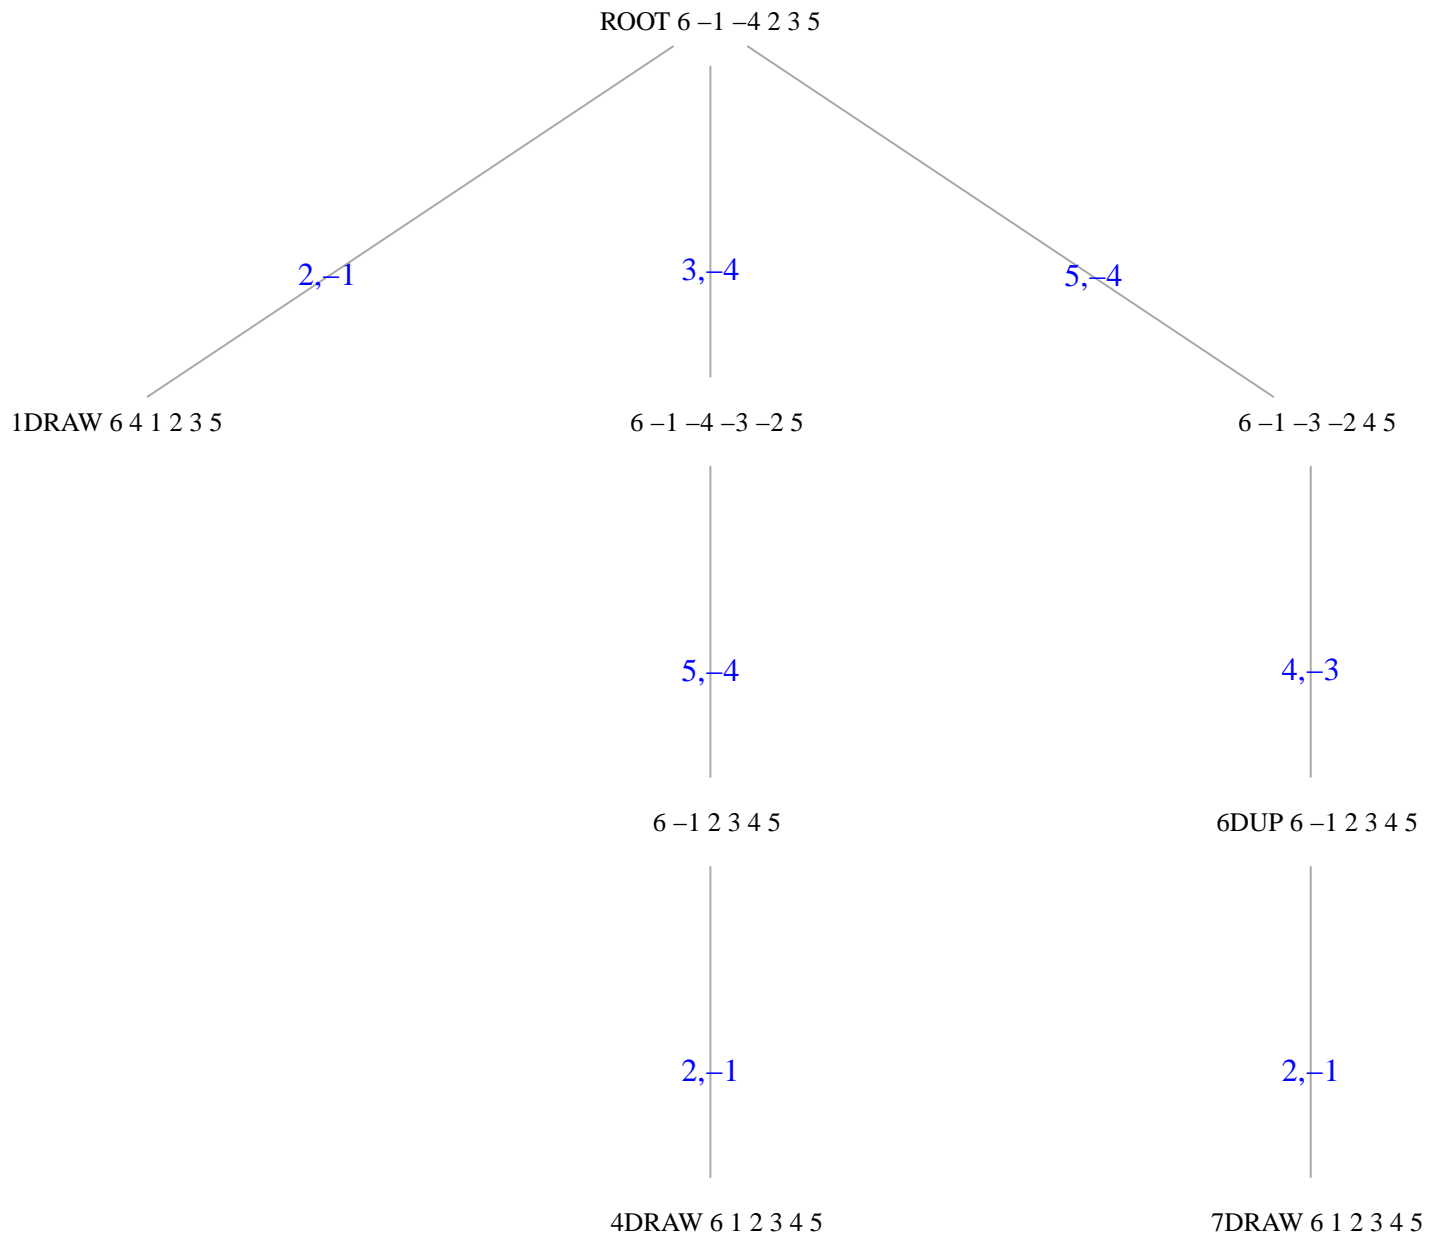 ROOT 6 –1 –4 2 3 5
2,–1
3,–4
5,–4
1DRAW 6 4 1 2 3 5
6 –1 –4 –3 –2 5
6 –1 –3 –2 4 5
5,–4
4,–3
6 –1 2 3 4 5
6DUP 6 –1 2 3 4 5
2,–1
2,–1
4DRAW 6 1 2 3 4 5
7DRAW 6 1 2 3 4 5